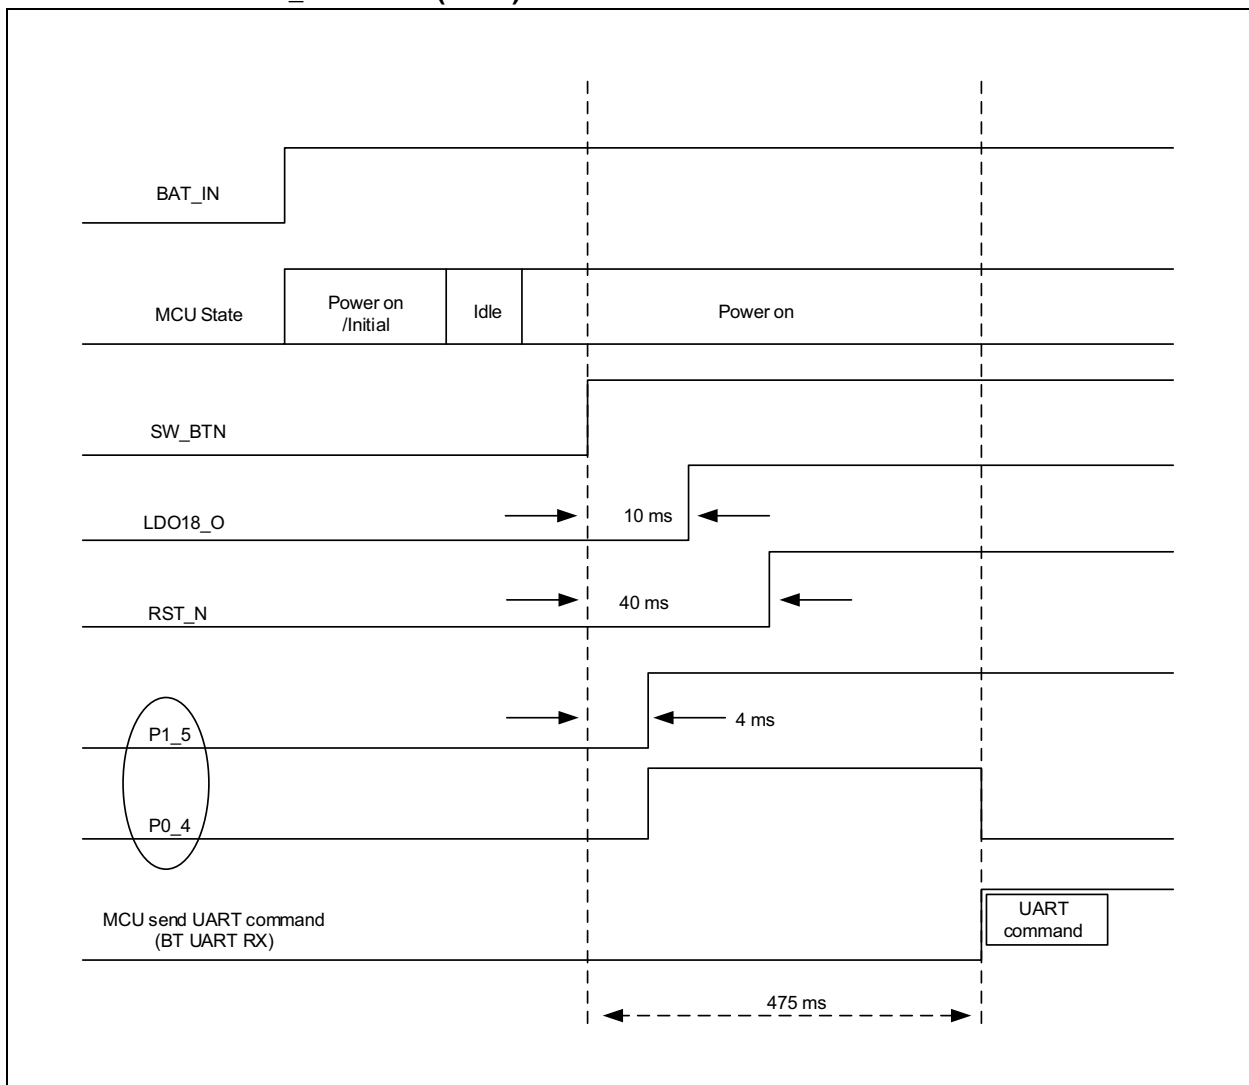 BAT_IN
MCU State
Power on
/Initial
Idle
Power on
SW_BTN
LDO18_O
10 ms
RST_N
40 ms
P1_5
4 ms
P0_4
MCU send UART command
(BT UART RX)
UART
command
475 ms